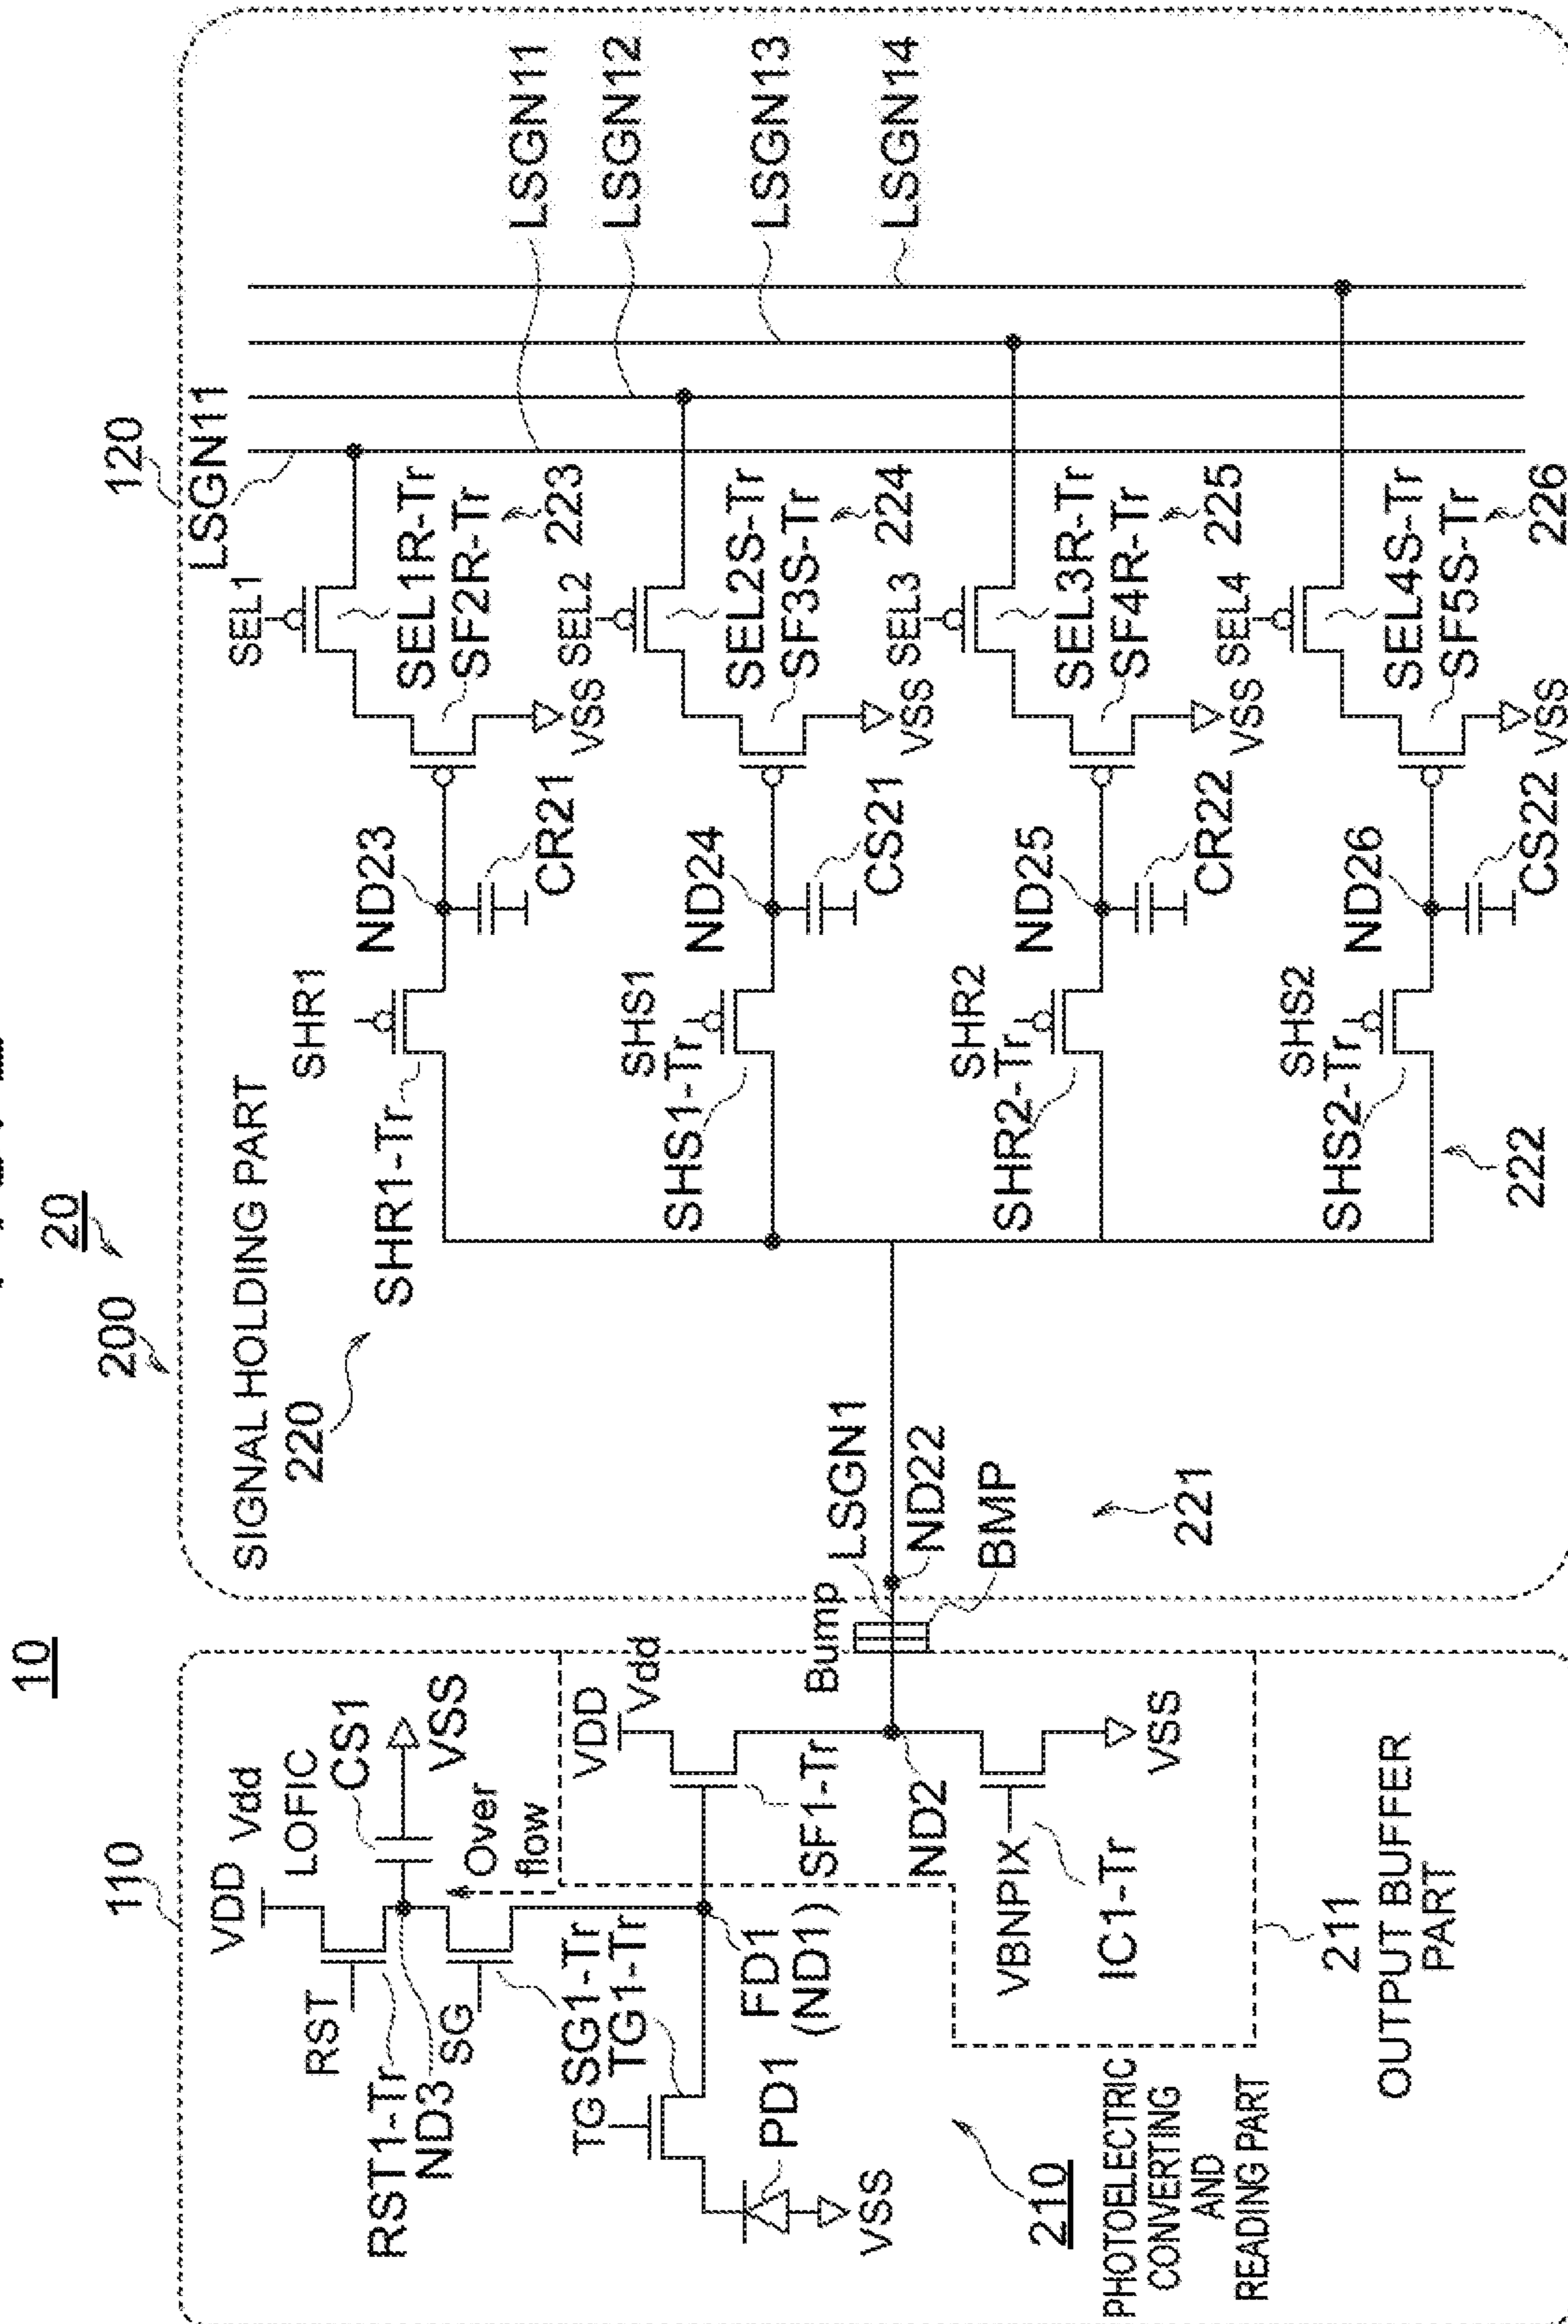 10
20
200
110
VDD
Vdd
LOFIC
CS1
VSS
RST
RST1-Tr
ND3
SG
Over
flow
SG1-Tr
TG1-Tr
TG
PD1
VSS
FD1
(ND1)
VDD
Vdd
SF1-Tr
ND2
VBNPIX
IC1-Tr
VSS
210
PHOTOELECTRIC
CONVERTING
AND
READING PART
211
OUTPUT BUFFER
PART
Bump
LSGN1
ND22
BMP
221
120
SIGNAL HOLDING PART
220
SHR1
SHR1-Tr
ND23
CR21
SEL1
SEL1R-Tr
SF2R-Tr
VSS
223
SHS1
SHS1-Tr
ND24
CS21
SEL2
SEL2S-Tr
SF3S-Tr
VSS
224
SHR2
SHR2-Tr
ND25
CR22
SEL3
SEL3R-Tr
SF4R-Tr
VSS
225
SHS2
SHS2-Tr
ND26
CS22
SEL4
SEL4S-Tr
SF5S-Tr
VSS
226
222
LSGN11
LSGN11
LSGN12
LSGN13
LSGN14